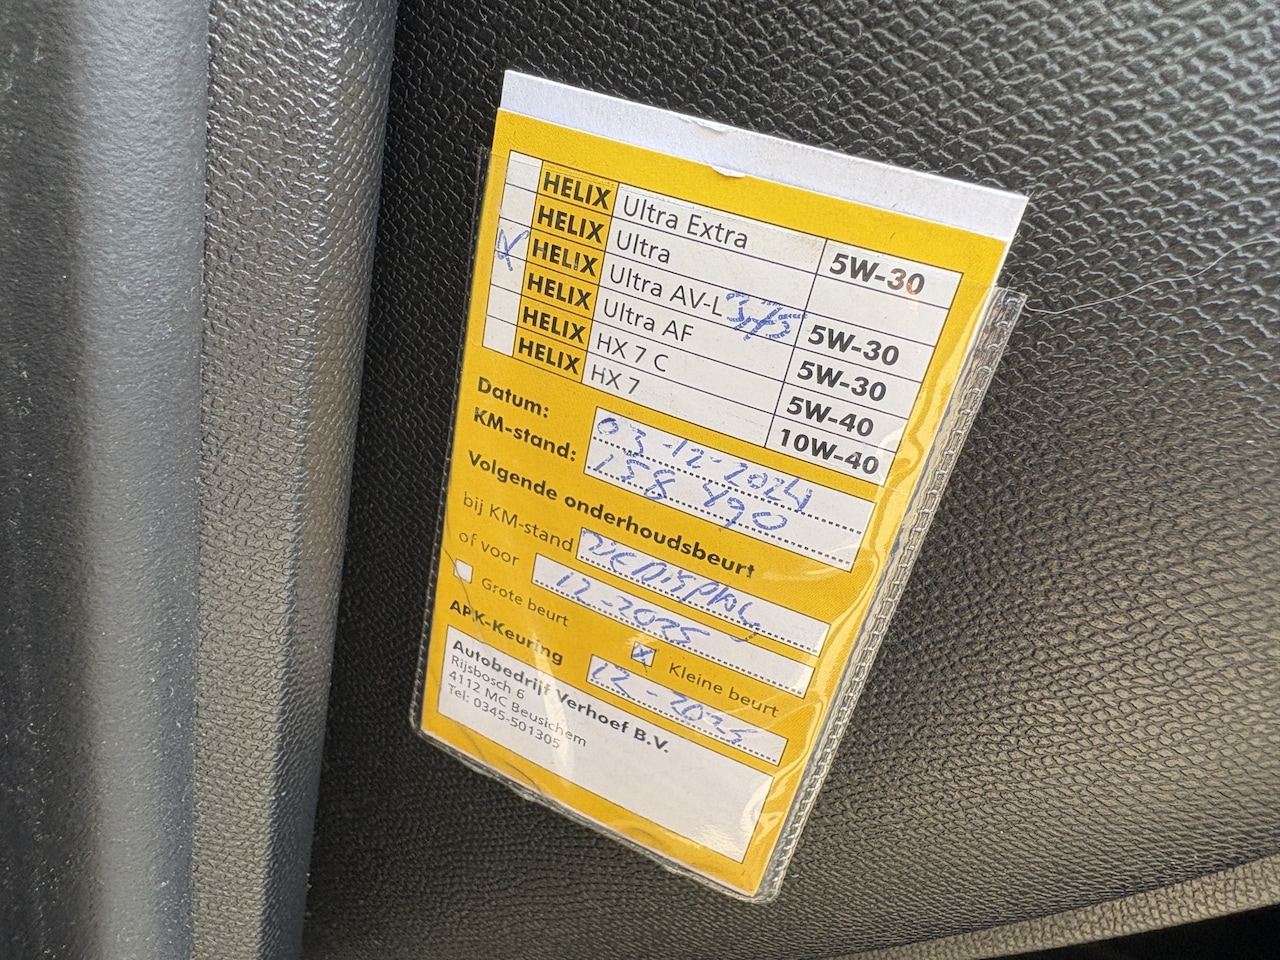 HELIX Ultra Extra 5W-30
HELIX Ultra
X HELIX Ultra AV-L 5W-30
HELIX Ultra AF 5W-30
HELIX HX 7 C 5W-40
HELIX HX 7 10W-40
Datum: 03-12-2024
KM-stand: 158 490
Volgende onderhoudsbeurt
bij KM-stand zie display
of voor 12-2025
Grote beurt X Kleine beurt
APK-Keuring 12-2025
Autobedrijf Verhoef B.V.
Rijsbosch 6
4112 MC Beusichem
Tel: 0345-501305